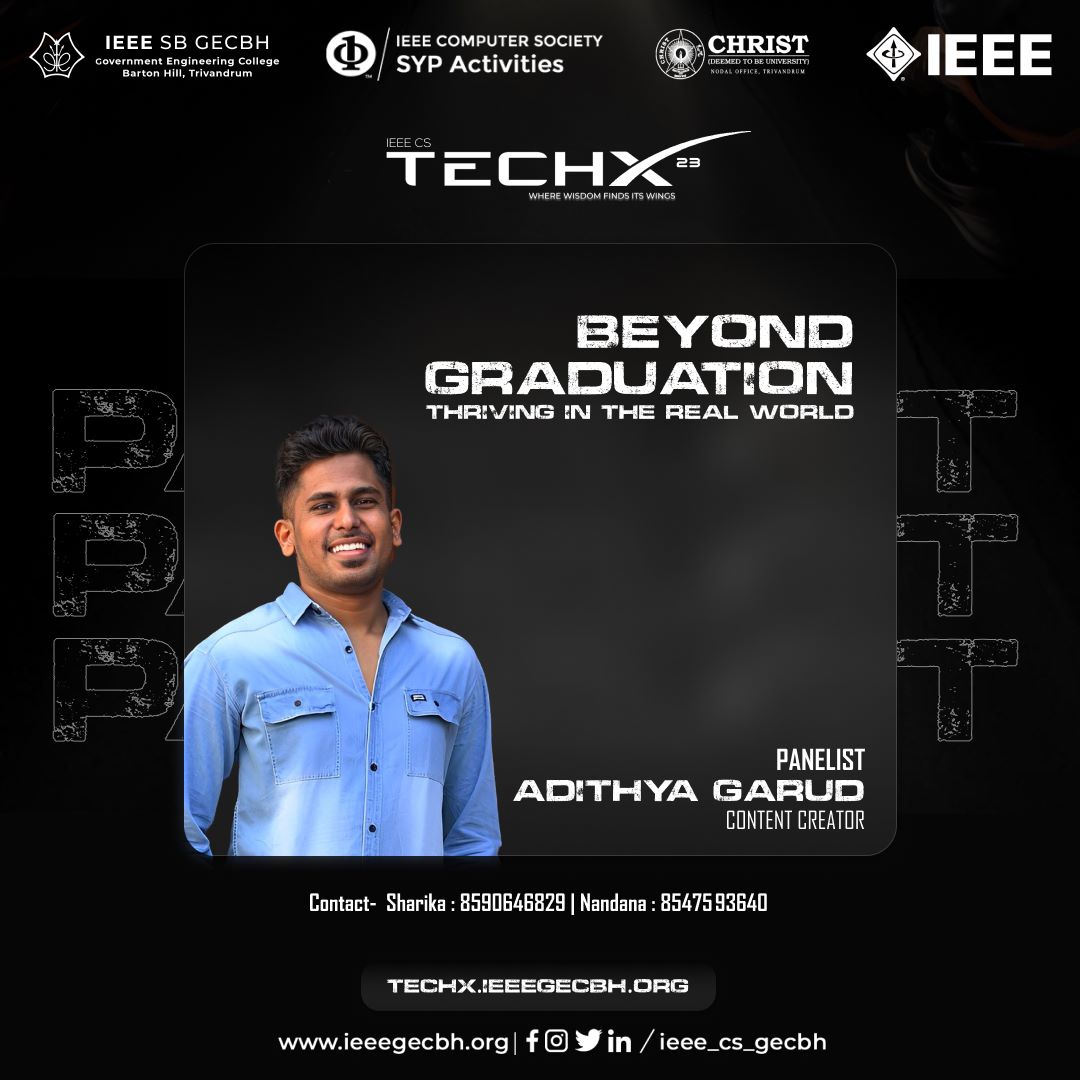 IEEE SB GECBH
Government Engineering College
Barton Hill, Trivandrum
IEEE COMPUTER SOCIETY
SYP Activities
CHRIST
(DEEMED TO BE UNIVERSITY)
NODAL OFFICE, TRIVANDRUM
IEEE
IEEE CS
TECHX 23
WHERE WISDOM FINDS ITS WINGS
BEYOND
GRADUATION
THRIVING IN THE REAL WORLD
PANELIST
ADITHYA GARUD
CONTENT CREATOR
Contact- Sharika : 8590646829 | Nandana : 8547593640
TECHX.IEEEGECBH.ORG
www.ieeegecbh.org| / ieee_cs_gecbh